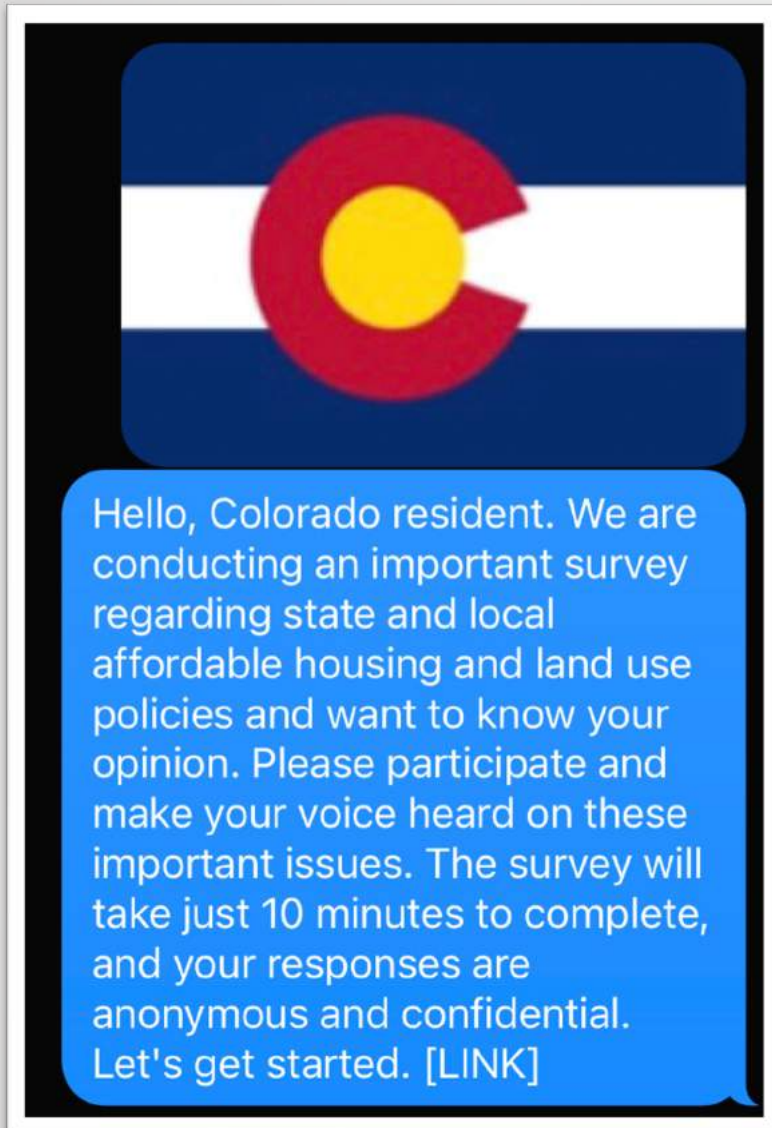 Hello, Colorado resident. We are
conducting an important survey
regarding state and local
affordable housing and land use
policies and want to know your
opinion. Please participate and
make your voice heard on these
important issues. The survey will
take just 10 minutes to complete,
and your responses are
anonymous and confidential.
Let's get started. [LINK]